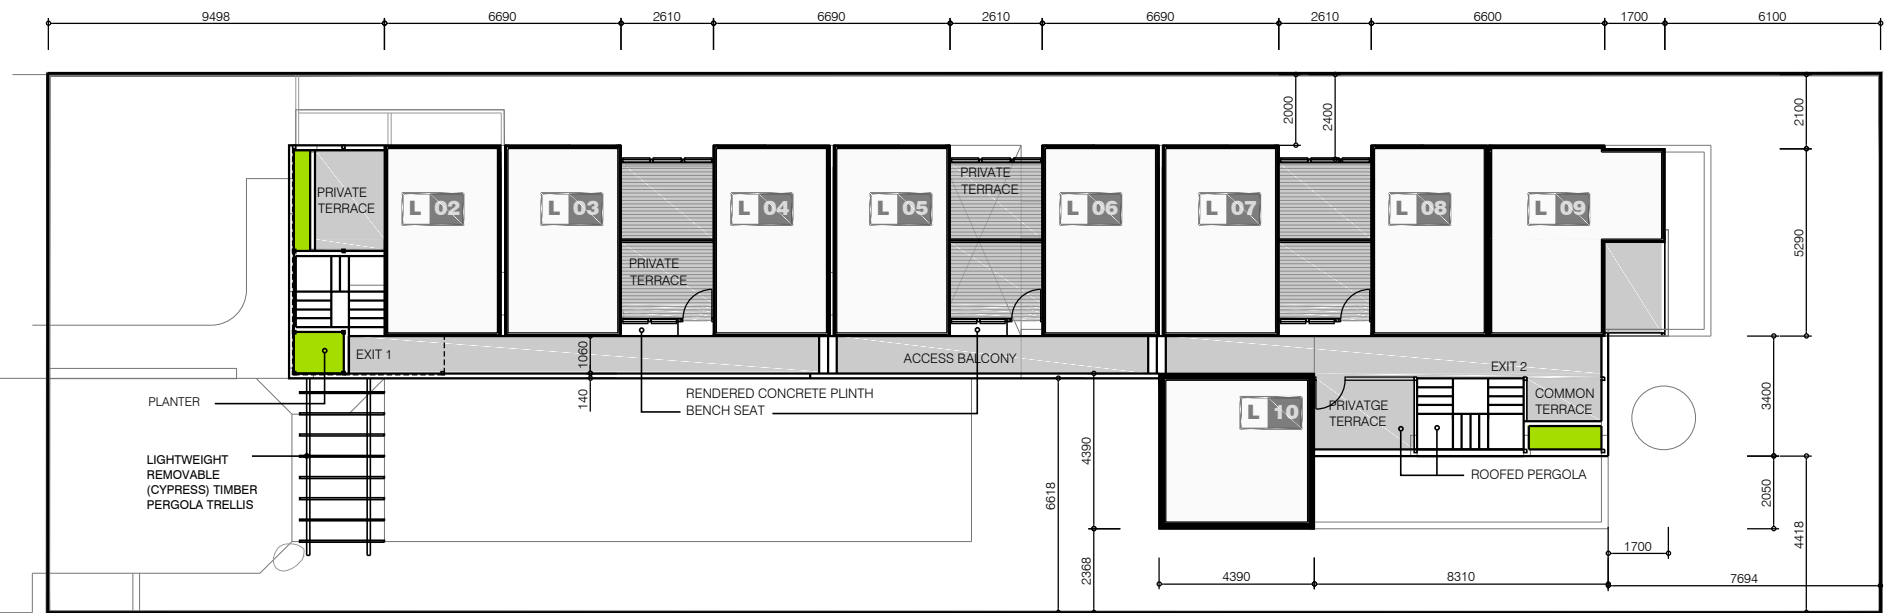 9498 6690 2610 6690 2610 6690 2610 6600 1700 6100
2000
2400
2100
PRIVATE
TERRACE
L 02
L 03
L 04
L 05
PRIVATE
TERRACE
L 06
L 07
L 08
L 09
5290
PRIVATE
TERRACE
EXIT 1
1060
ACCESS BALCONY
EXIT 2
140
PLANTER
RENDERED CONCRETE PLINTH
BENCH SEAT
L 10
PRIVATGE
TERRACE
COMMON
TERRACE
3400
4390
LIGHTWEIGHT
REMOVABLE
(CYPRESS) TIMBER
PERGOLA TRELLIS
6618
ROOFED PERGOLA
2050
4418
1700
2368
4390
8310
7694